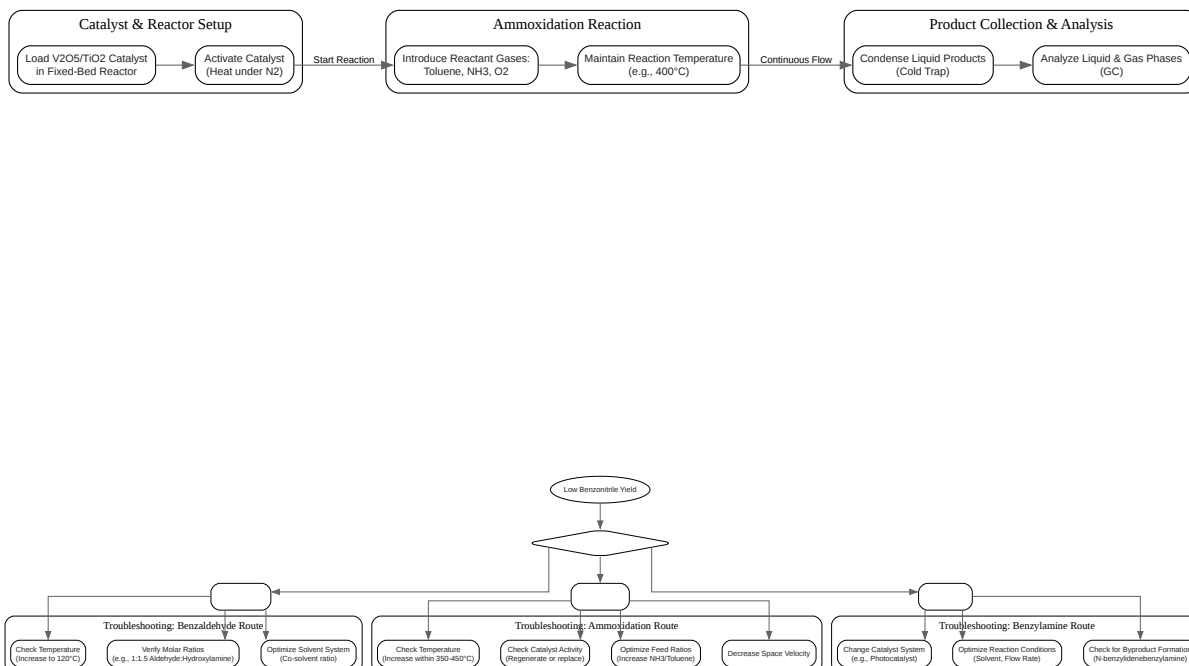 Catalyst & Reactor Setup
Load V2O5/TiO2 Catalyst
in Fixed-Bed Reactor
Activate Catalyst
(Heat under N2)
Start Reaction
Ammoxidation Reaction
Introduce Reactant Gases:
Toluene, NH3, O2
Maintain Reaction Temperature
(e.g., 400°C)
Continuous Flow
Product Collection & Analysis
Condense Liquid Products
(Cold Trap)
Analyze Liquid & Gas Phases
(GC)
Low Benzonitrile Yield
Troubleshooting: Benzaldehyde Route
Check Temperature
(Increase to 120°C)
Verify Molar Ratios
(e.g., 1:1.5 Aldehyde:Hydroxylamine)
Optimize Solvent System
(Co-solvent ratio)
Troubleshooting: Ammoxidation Route
Check Temperature
(Increase within 350-450°C)
Check Catalyst Activity
(Regenerate or replace)
Optimize Feed Ratios
(Increase NH3/Toluene)
Decrease Space Velocity
Troubleshooting: Benzylamine Route
Change Catalyst System
(e.g., Photocatalyst)
Optimize Reaction Conditions
(Solvent, Flow Rate)
Check for Byproduct Formation
(N-benzylidenebenzylamine)